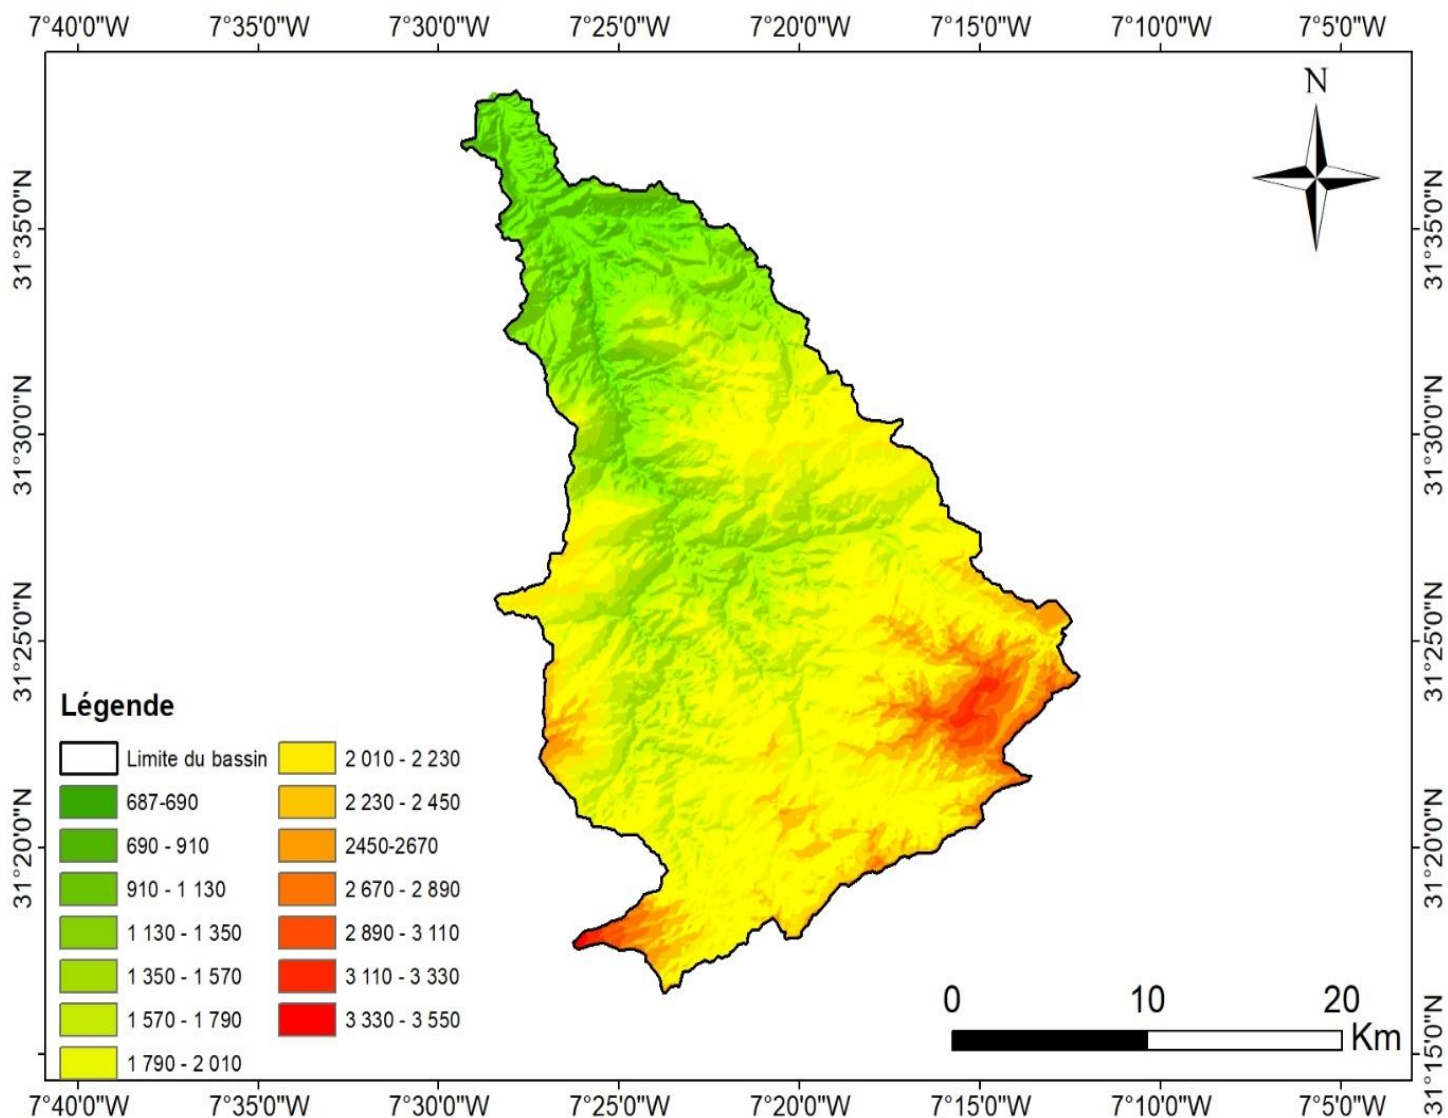 7°40'0"W 7°35'0"W 7°30'0"W 7°25'0"W 7°20'0"W 7°15'0"W 7°10'0"W 7°5'0"W
N
31°35'0"N 31°35'0"N
31°30'0"N 31°30'0"N
31°25'0"N 31°25'0"N
31°20'0"N 31°20'0"N
31°15'0"N
Légende
Limite du bassin
687-690
690 - 910
910 - 1 130
1 130 - 1 350
1 350 - 1 570
1 570 - 1 790
1 790 - 2 010
2 010 - 2 230
2 230 - 2 450
2450-2670
2 670 - 2 890
2 890 - 3 110
3 110 - 3 330
3 330 - 3 550
0 10 20
Km
7°40'0"W 7°35'0"W 7°30'0"W 7°25'0"W 7°20'0"W 7°15'0"W 7°10'0"W 7°5'0"W